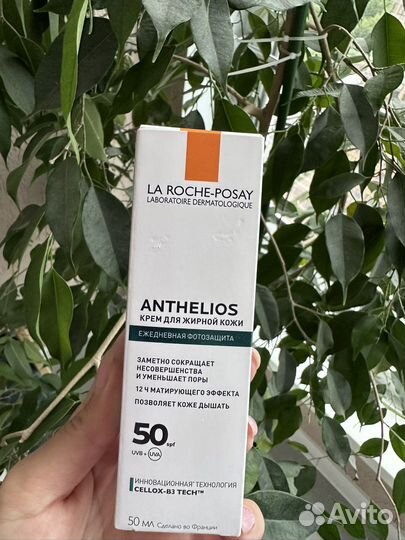 LA ROCHE-POSAY
LABORATOIRE DERMATOLOGIQUE
ANTHELIOS
КРЕМ ДЛЯ ЖИРНОЙ КОЖИ
ЕЖЕДНЕВНАЯ ФОТОЗАЩИТА
ЗАМЕТНО СОКРАЩАЕТ
НЕСОВЕРШЕНСТВА
И УМЕНЬШАЕТ ПОРЫ
12 Ч МАТИРУЮЩЕГО ЭФФЕКТА
ПОЗВОЛЯЕТ КОЖЕ ДЫШАТЬ
50 spf
UVB + UVA
ИННОВАЦИОННАЯ ТЕХНОЛОГИЯ
CELLOX-B3 TECH™
50 МЛ Сделано во Франции
Avito